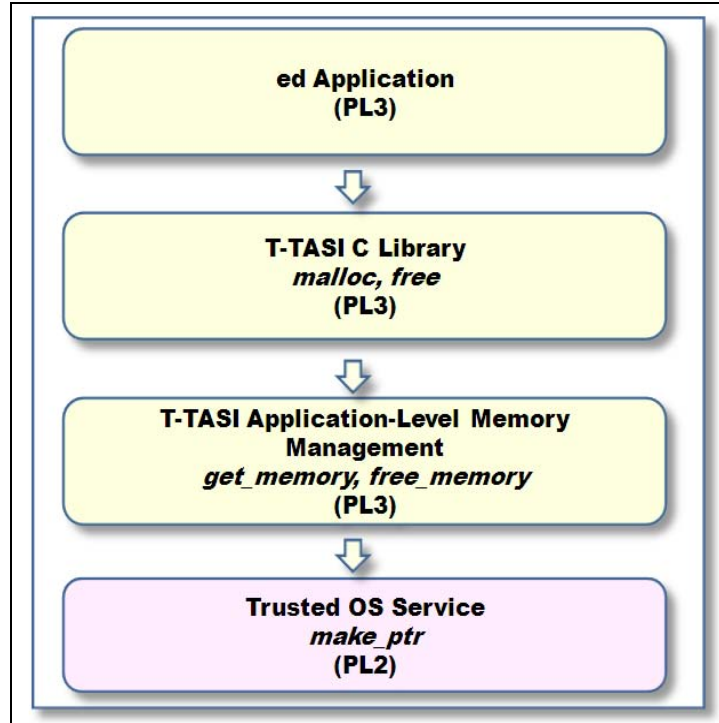 ed Application
(PL3)
T-TASI C Library
malloc, free
(PL3)
T-TASI Application-Level Memory
Management
get_memory, free_memory
(PL3)
Trusted OS Service
make_ptr
(PL2)